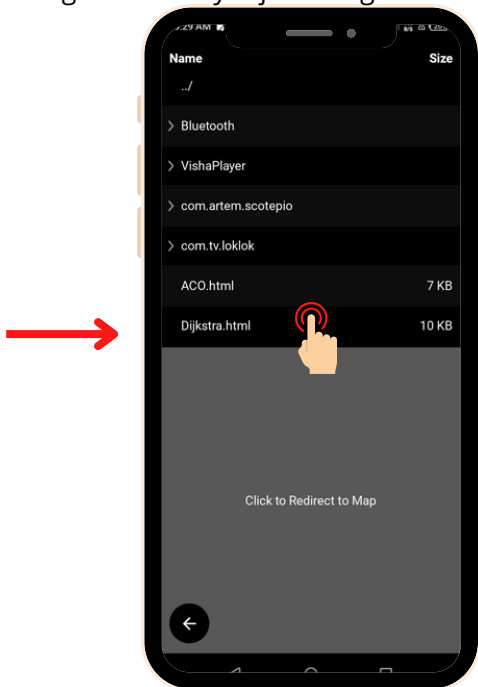 Name Size
../
Bluetooth
VishaPlayer
com.artem.scotepio
com.tv.loklok
ACO.html 7 KB
Dijkstra.html 10 KB
Click to Redirect to Map